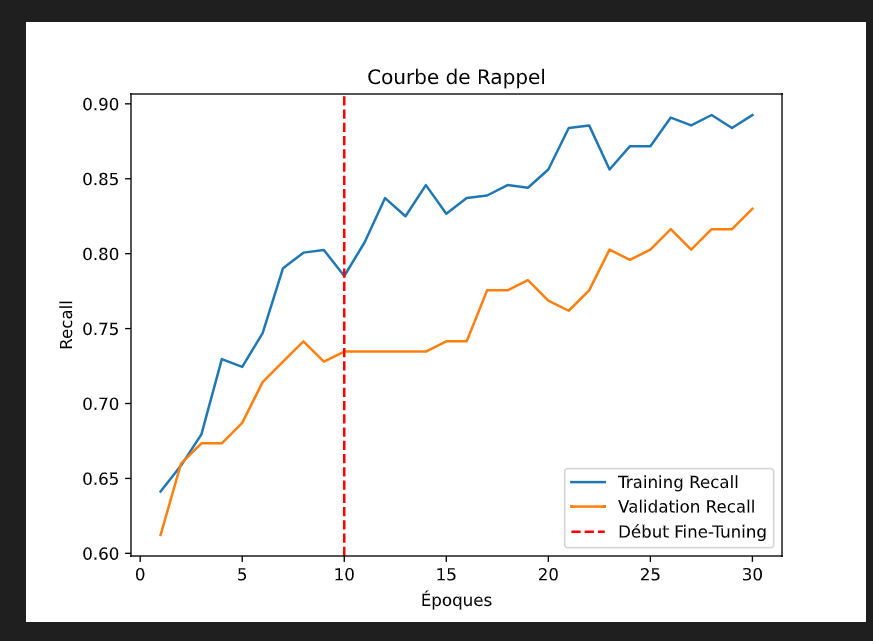 Courbe de Rappel
0.90
0.85
0.80
0.75
0.70
0.65
0.60
Recall
0 5 10 15 20 25 30
Époques
Training Recall
Validation Recall
Début Fine-Tuning